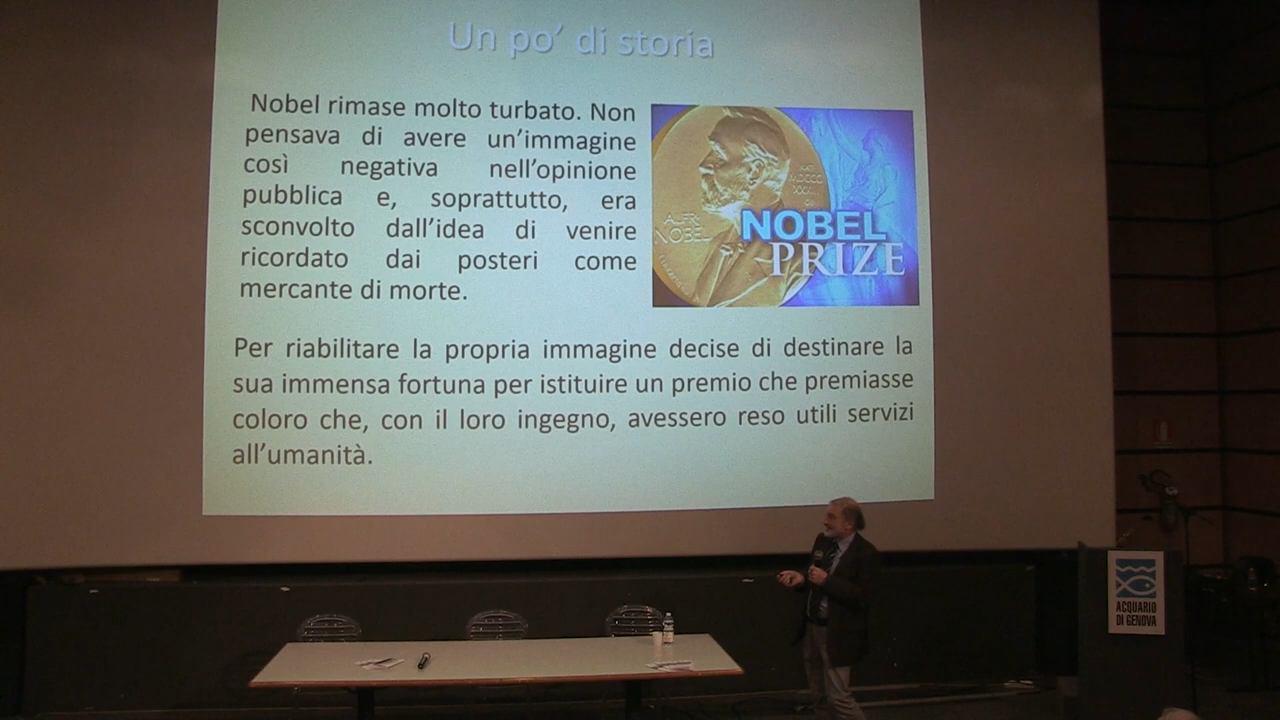 Un po' di storia
Nobel rimase molto turbato. Non
pensava di avere un'immagine
così negativa nell'opinione
pubblica e, soprattutto, era
sconvolto dall'idea di venire
ricordato dai posteri come
mercante di morte.
NOBEL
PRIZE
Per riabilitare la propria immagine decise di destinare la
sua immensa fortuna per istituire un premio che premiasse
coloro che, con il loro ingegno, avessero reso utili servizi
all'umanità.
ACQUARIO
DI GENOVA